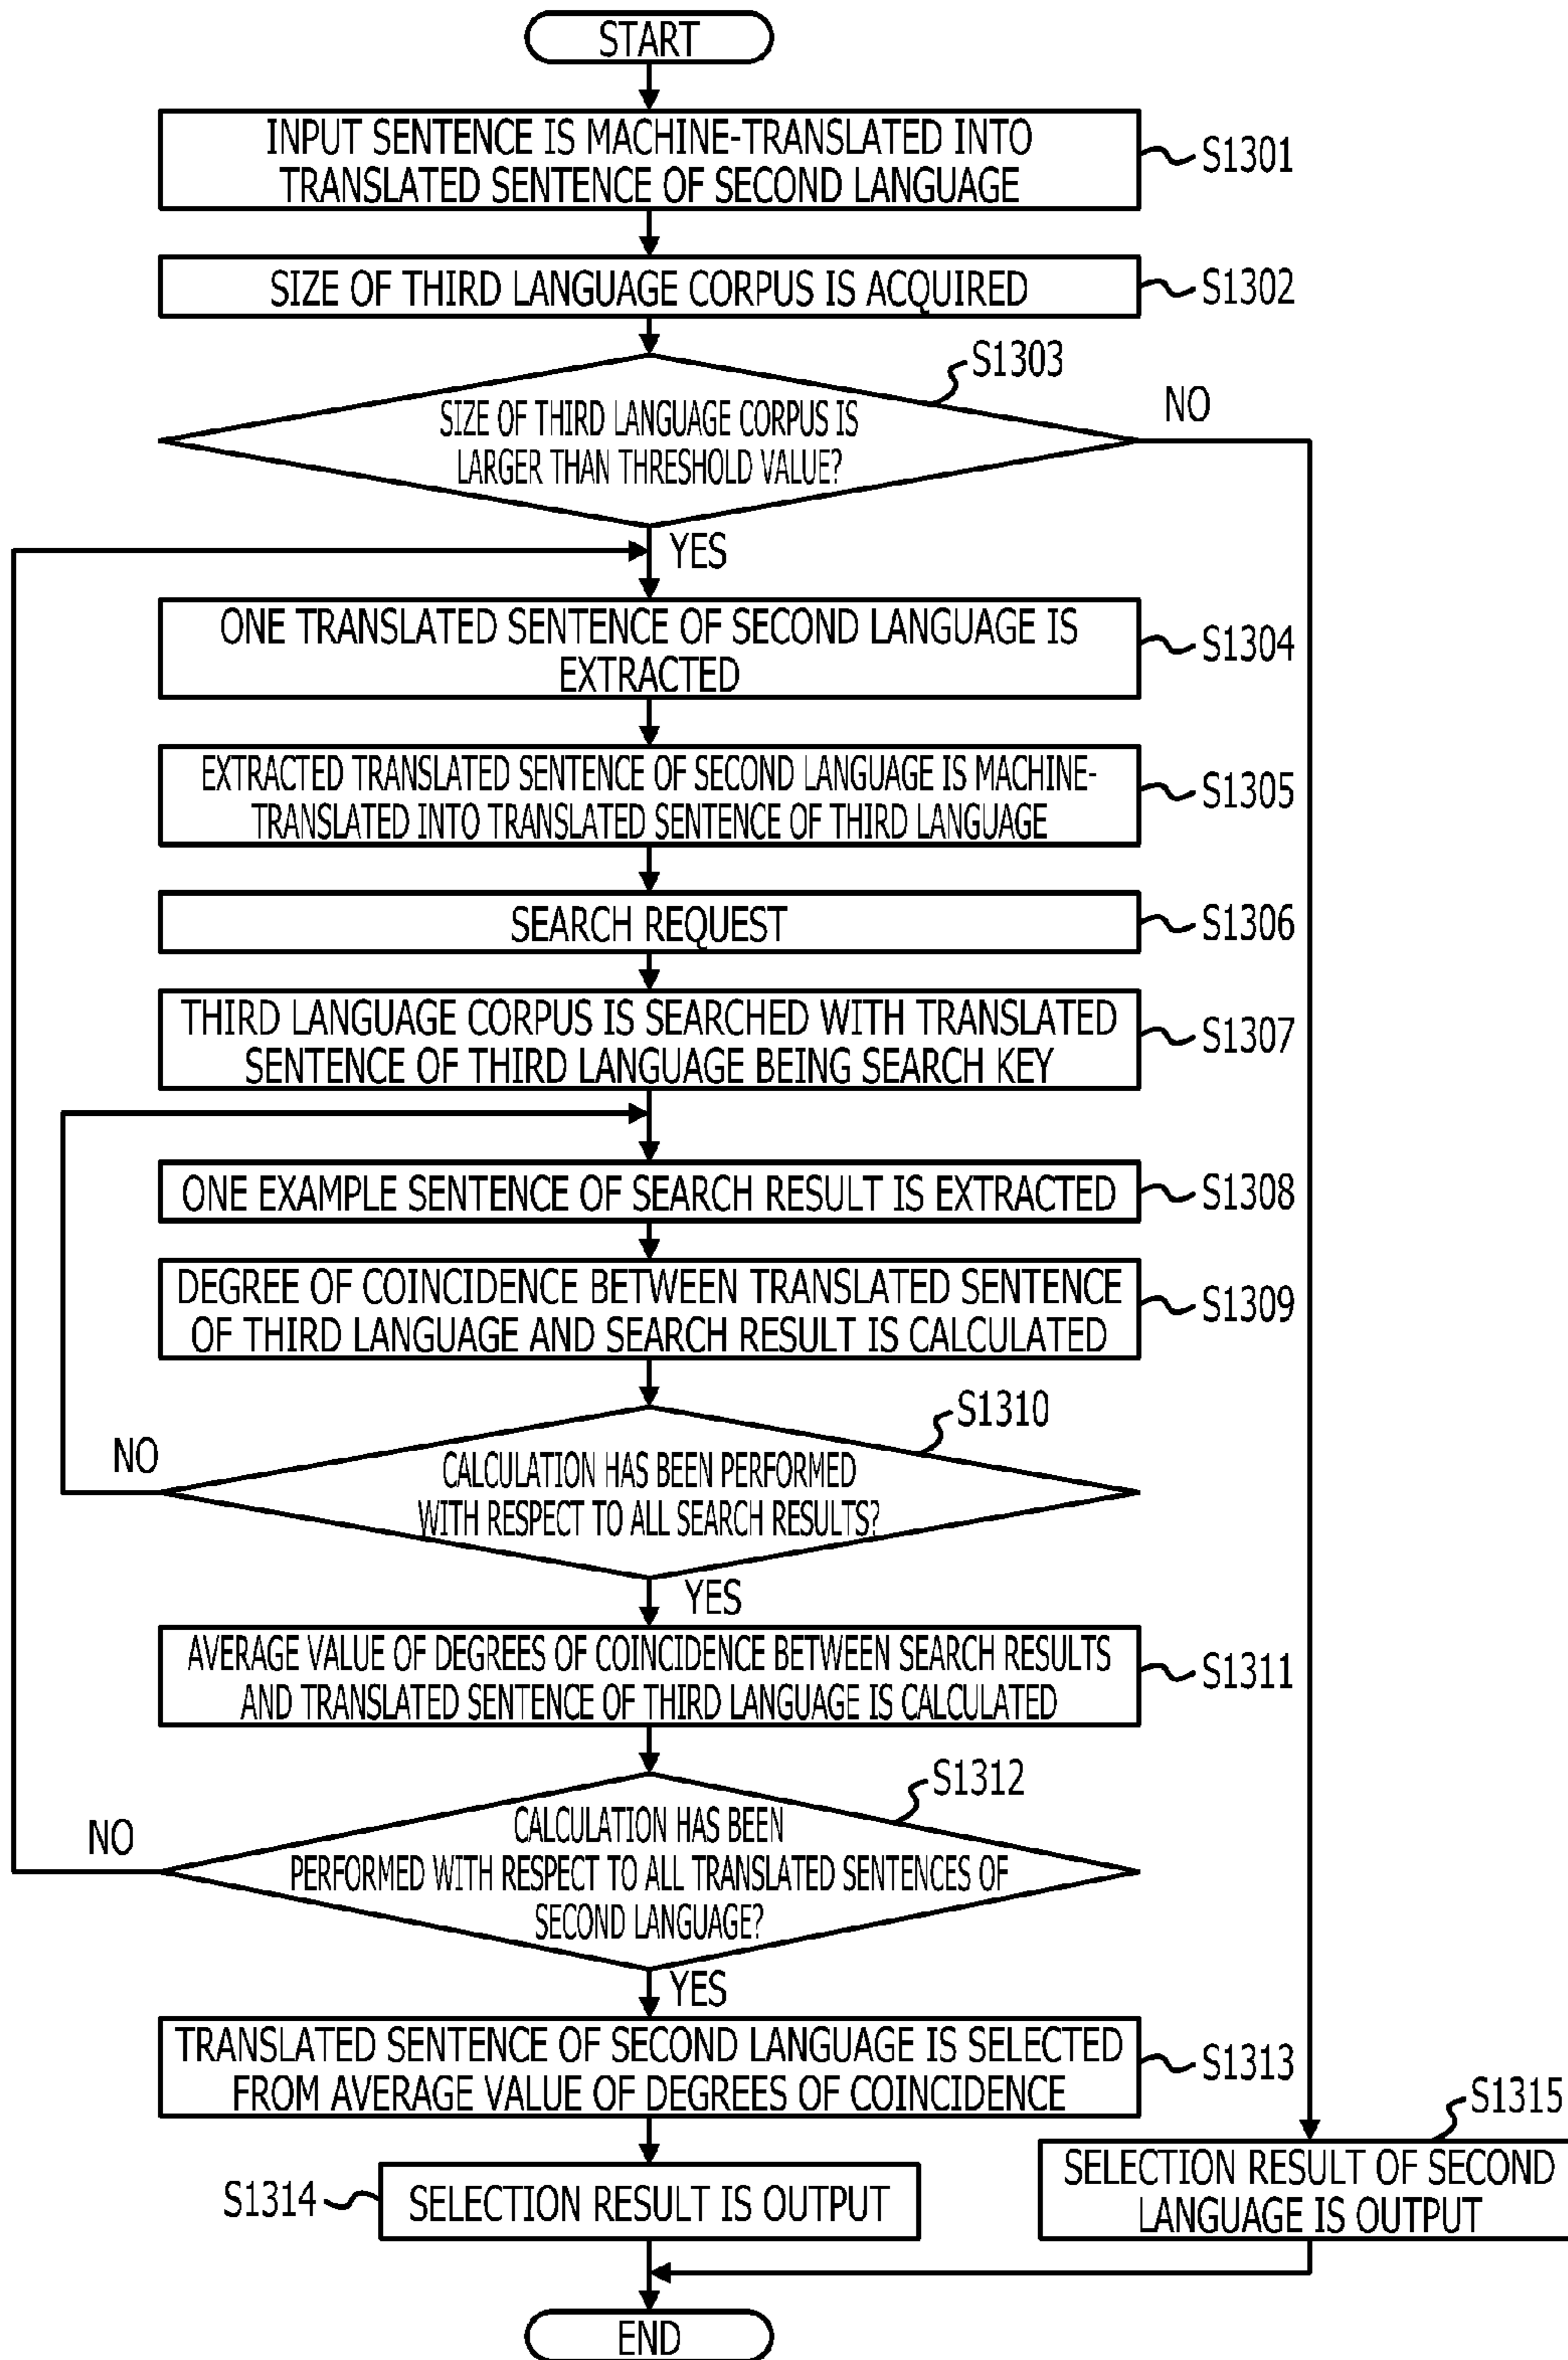 START
INPUT SENTENCE IS MACHINE-TRANSLATED INTO
TRANSLATED SENTENCE OF SECOND LANGUAGE
S1301
SIZE OF THIRD LANGUAGE CORPUS IS ACQUIRED
S1302
S1303
SIZE OF THIRD LANGUAGE CORPUS IS
LARGER THAN THRESHOLD VALUE?
NO
YES
ONE TRANSLATED SENTENCE OF SECOND LANGUAGE IS
EXTRACTED
S1304
EXTRACTED TRANSLATED SENTENCE OF SECOND LANGUAGE IS MACHINE-
TRANSLATED INTO TRANSLATED SENTENCE OF THIRD LANGUAGE
S1305
SEARCH REQUEST
S1306
THIRD LANGUAGE CORPUS IS SEARCHED WITH TRANSLATED
SENTENCE OF THIRD LANGUAGE BEING SEARCH KEY
S1307
ONE EXAMPLE SENTENCE OF SEARCH RESULT IS EXTRACTED
S1308
DEGREE OF COINCIDENCE BETWEEN TRANSLATED SENTENCE
OF THIRD LANGUAGE AND SEARCH RESULT IS CALCULATED
S1309
S1310
NO
CALCULATION HAS BEEN PERFORMED
WITH RESPECT TO ALL SEARCH RESULTS?
YES
AVERAGE VALUE OF DEGREES OF COINCIDENCE BETWEEN SEARCH RESULTS
AND TRANSLATED SENTENCE OF THIRD LANGUAGE IS CALCULATED
S1311
S1312
NO
CALCULATION HAS BEEN
PERFORMED WITH RESPECT TO ALL TRANSLATED SENTENCES OF
SECOND LANGUAGE?
YES
TRANSLATED SENTENCE OF SECOND LANGUAGE IS SELECTED
FROM AVERAGE VALUE OF DEGREES OF COINCIDENCE
S1313
S1314
SELECTION RESULT IS OUTPUT
S1315
SELECTION RESULT OF SECOND
LANGUAGE IS OUTPUT
END